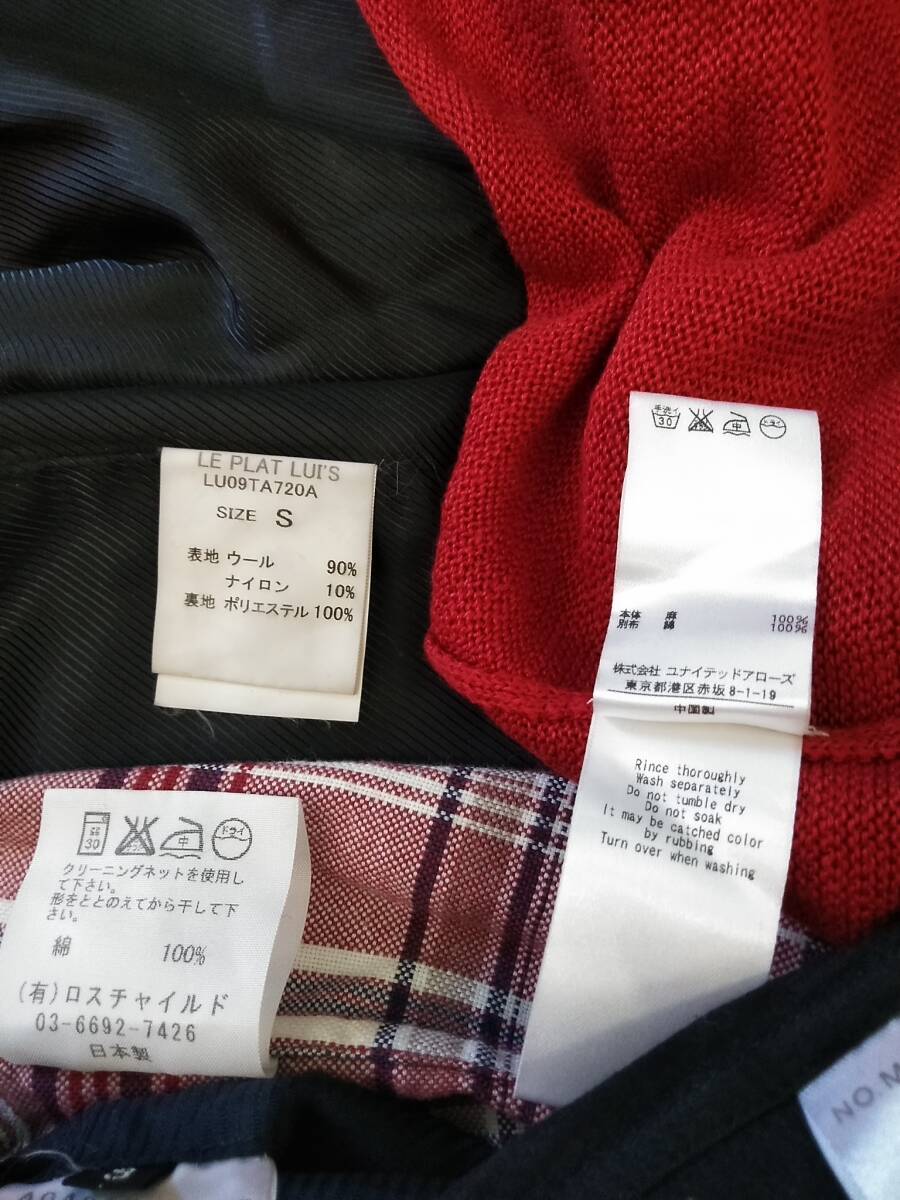 LE PLAT LUI'S
LU09TA720A
SIZE S
表地 ウール 90%
ナイロン 10%
裏地 ポリエステル 100%
手洗イ
30
中
ドライ
本体 麻 100%
別布 綿 100%
株式会社 ユナイテッドアローズ
東京都港区赤坂8-1-19
中国製
Rince thoroughly
Wash separately
Do not tumble dry
Do not soak
It may be catched color
by rubbing
Turn over when washing
30
中
ドライ
クリーニングネットを使用し
て下さい。
形をととのえてから干して下
さい。
綿 100%
(有)ロスチャイルド
03-6692-7426
日本製
NO.M